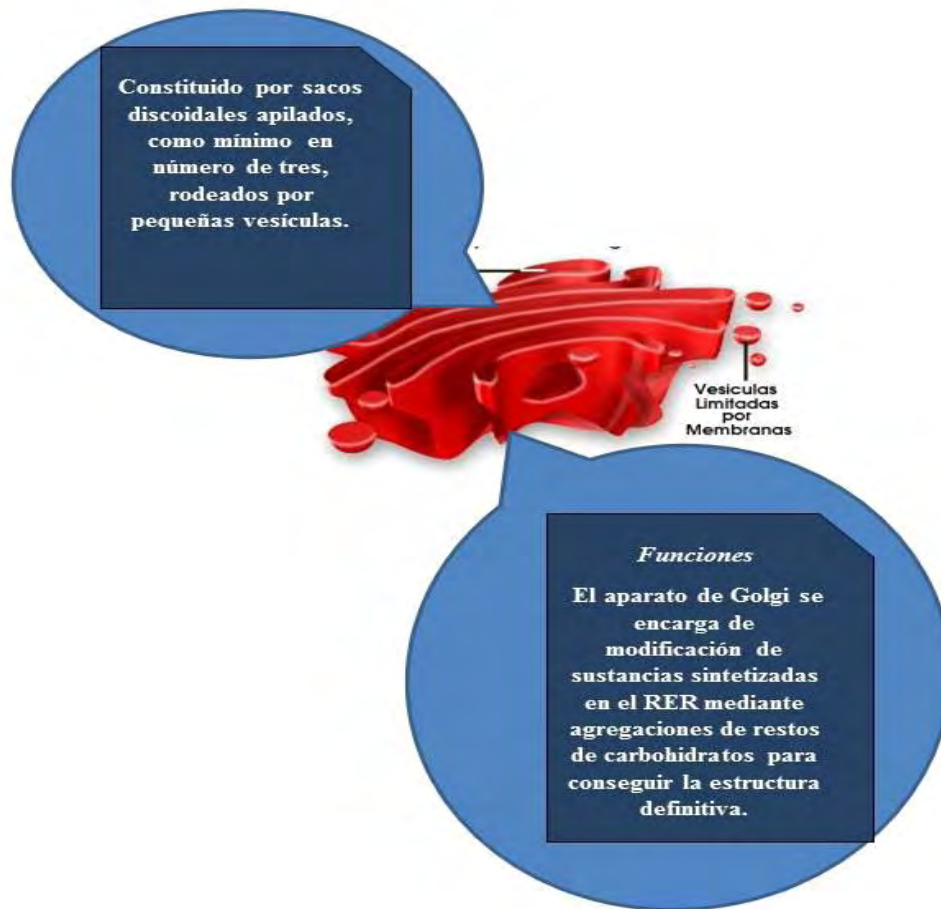 Constituido por sacos
discoidales apilados,
como mínimo en
número de tres,
rodeados por
pequeñas vesículas.
Vesiculas
Limitadas
por
Membranas
Funciones
El aparato de Golgi se
encarga de
modificación de
sustancias sintetizadas
en el RER mediante
agregaciones de restos
de carbohidratos para
conseguir la estructura
definitiva.